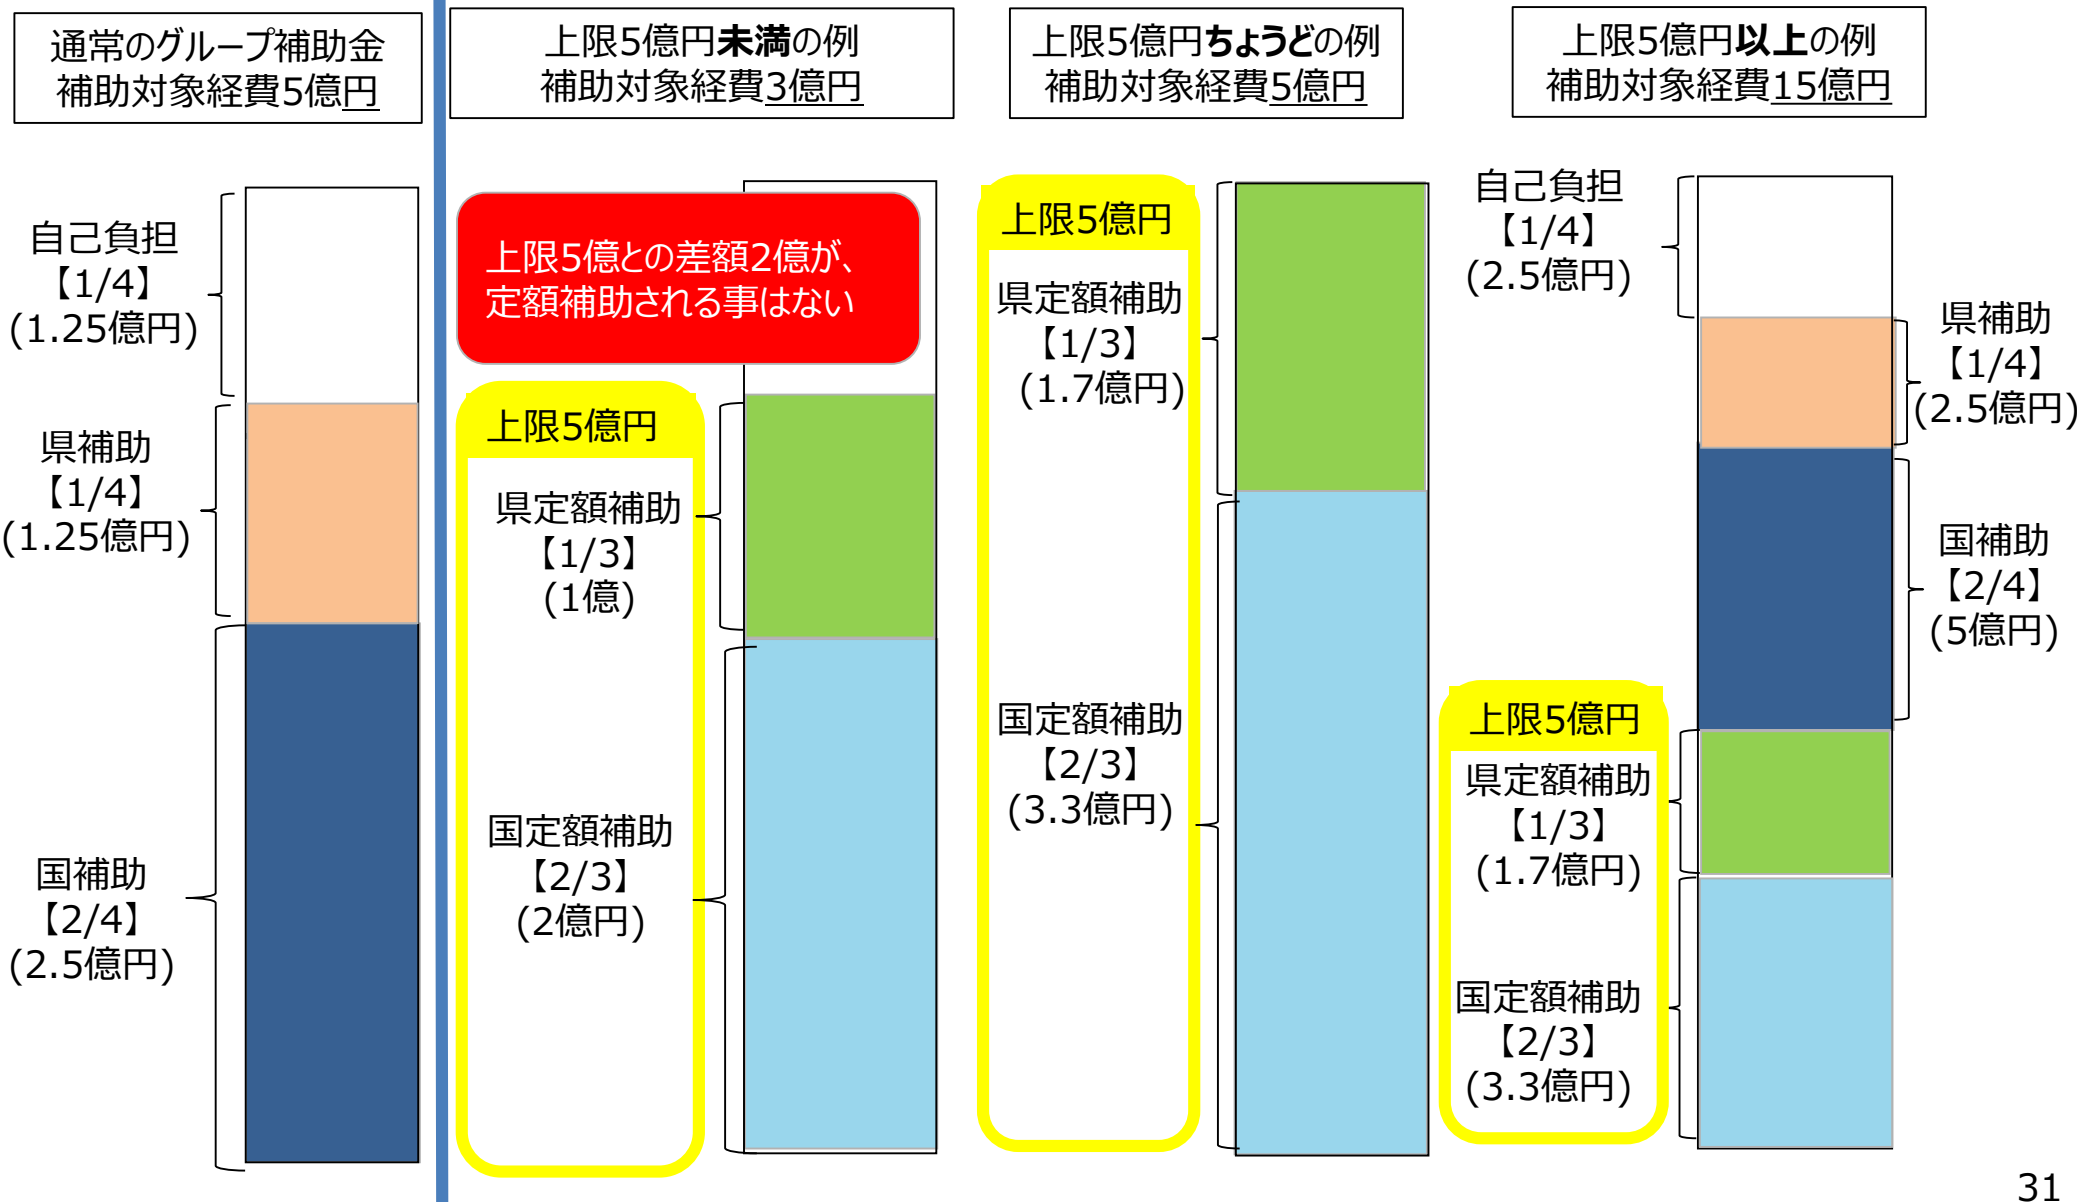 通常のグループ補助金
補助対象経費5億円
上限5億円未満の例
補助対象経費3億円
上限5億円ちょうどの例
補助対象経費5億円
上限5億円以上の例
補助対象経費15億円
自己負担
【1/4】
(1.25億円)
県補助
【1/4】
(1.25億円)
国補助
【2/4】
(2.5億円)
上限5億との差額2億が、
定額補助される事はない
上限5億円
県定額補助
【1/3】
(1億)
国定額補助
【2/3】
(2億円)
上限5億円
県定額補助
【1/3】
(1.7億円)
国定額補助
【2/3】
(3.3億円)
自己負担
【1/4】
(2.5億円)
県補助
【1/4】
(2.5億円)
国補助
【2/4】
(5億円)
上限5億円
県定額補助
【1/3】
(1.7億円)
国定額補助
【2/3】
(3.3億円)
31